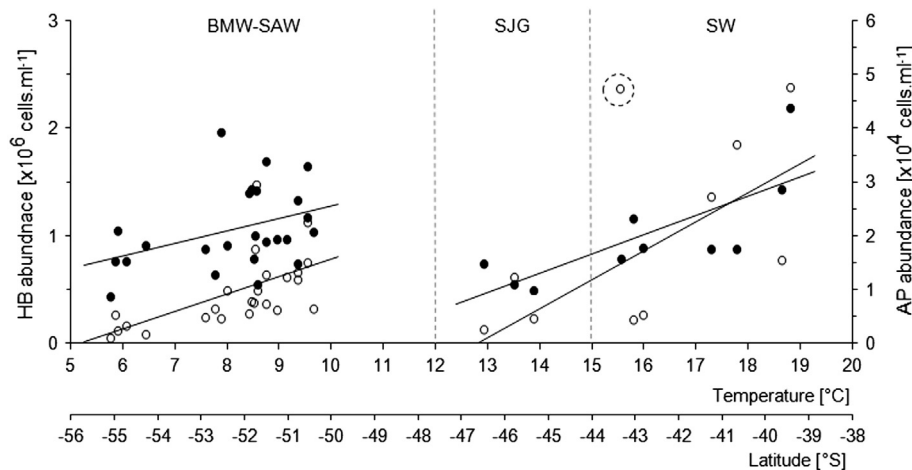 BMW-SAW SJG SW
HB abundnace [x10⁶ cells.ml⁻¹]
3
2
1
0
AP abundance [x10⁴ cells.ml⁻¹]
6
5
4
3
2
1
0
5 6 7 8 9 10 11 12 13 14 15 16 17 18 19 20
Temperature [°C]
-56 -55 -54 -53 -52 -51 -50 -49 -48 -47 -46 -45 -44 -43 -42 -41 -40 -39 -38
Latitude [°S]